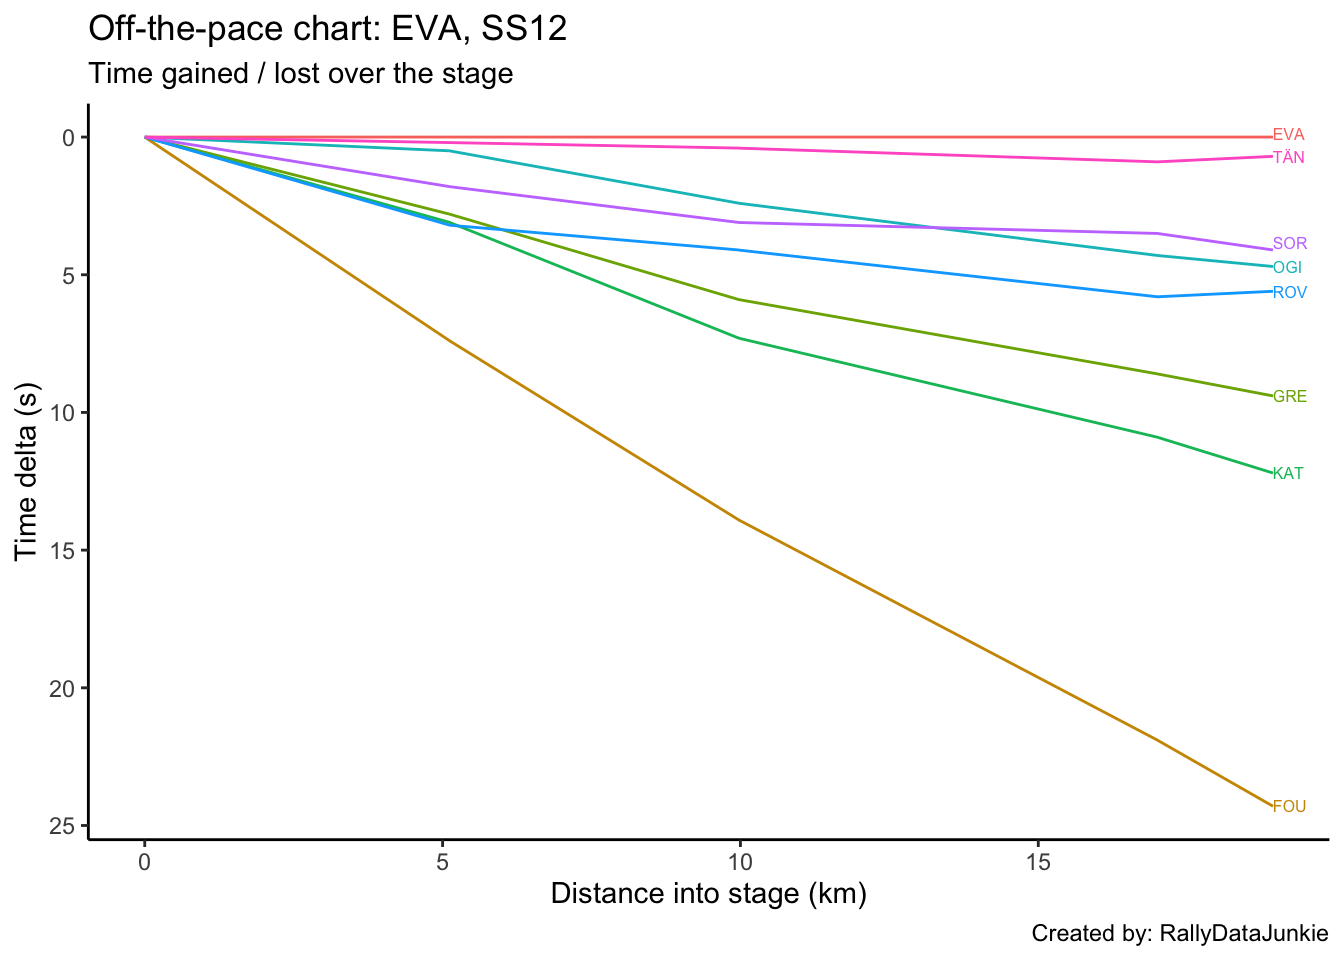 Off-the-pace chart: EVA, SS12
Time gained / lost over the stage
Time delta (s)
0
5
10
15
20
25
EVA
TÄN
SOR
OGI
ROV
GRE
KAT
FOU
0
5
10
15
Distance into stage (km)
Created by: RallyDataJunkie